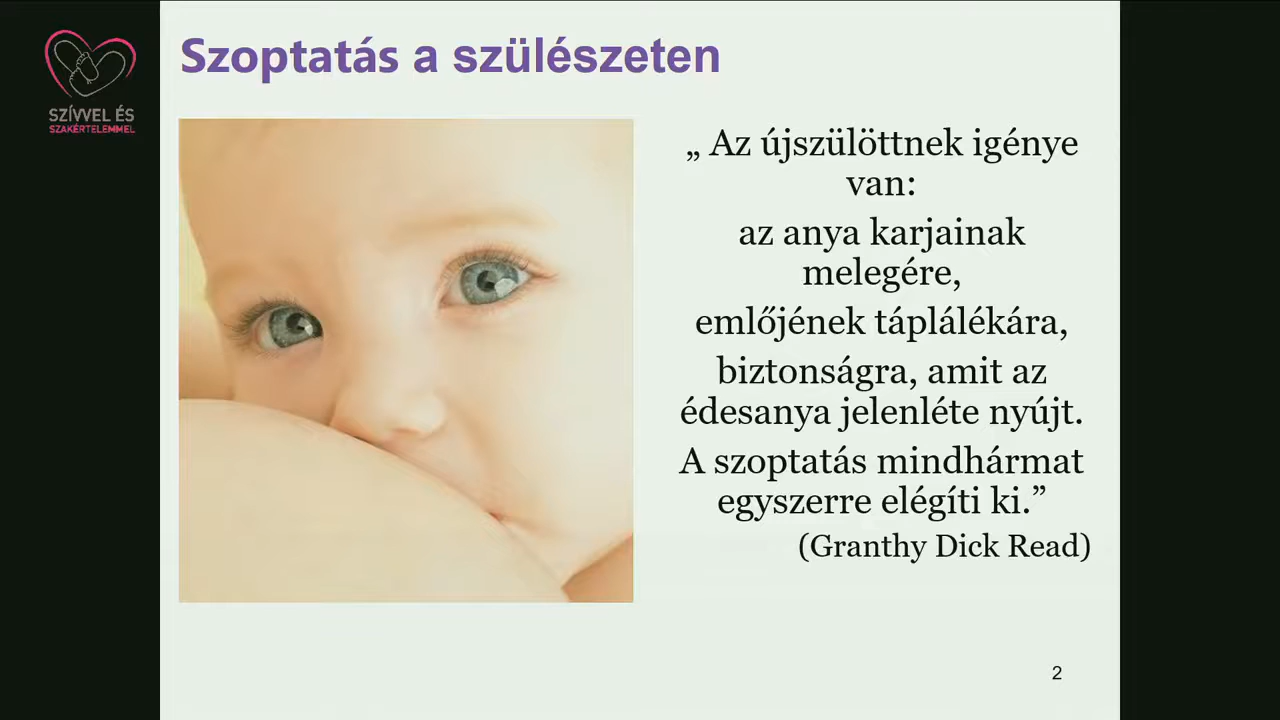 SZÍVVEL ÉS
SZAKÉRTELEMMEL
Szoptatás a szülészeten
„ Az újszülöttnek igénye
van:
az anya karjainak
melegére,
emlőjének táplálékára,
biztonságra, amit az
édesanya jelenléte nyújt.
A szoptatás mindhármat
egyszerre elégíti ki.”
(Granthy Dick Read)
2